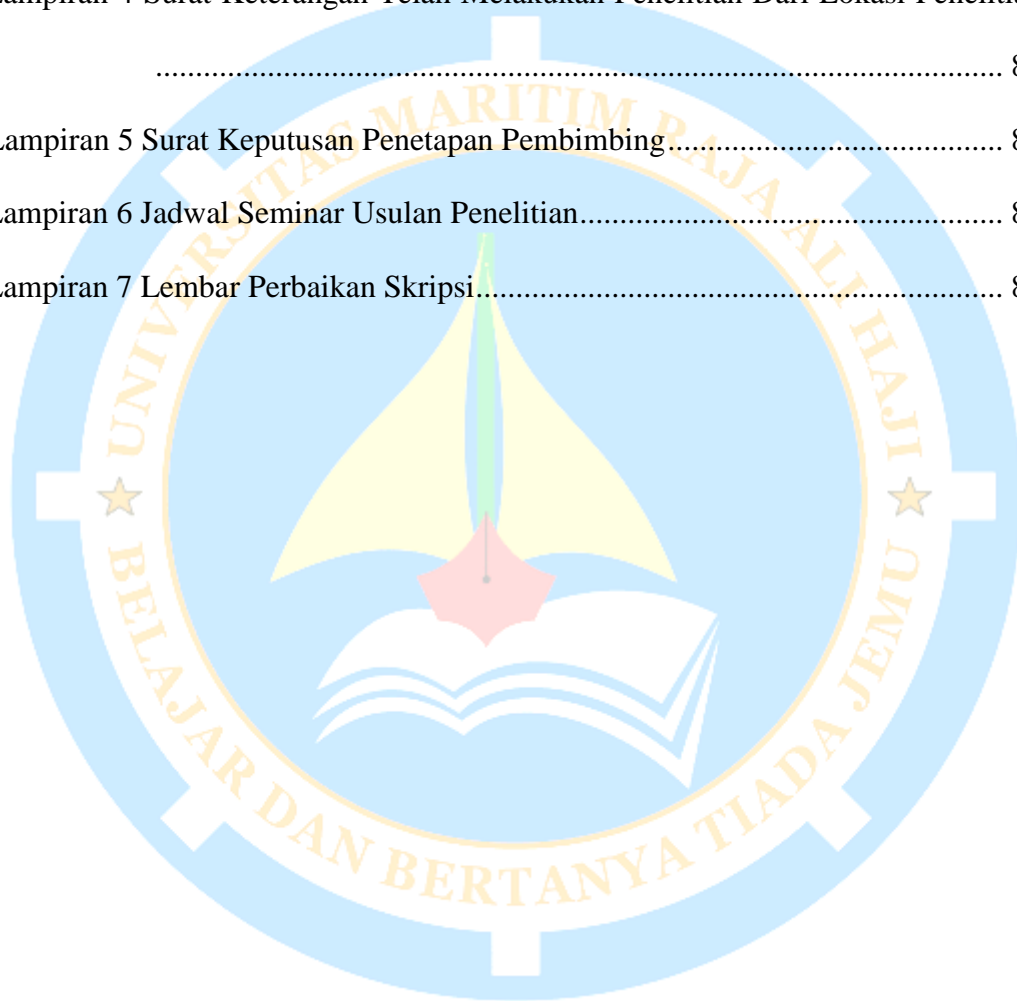 Lampiran 4 Surat Keterangan Telah Melakukan Penelitian Dari Lokasi
.......................................................................................................... 8
Lampiran 5 Surat Keputusan Penetapan Pembimbing.......................................... 8
Lampiran 6 Jadwal Seminar Usulan Penelitian..................................................... 8
Lampiran 7 Lembar Perbaikan Skripsi.................................................................. 8
UNIVERSITAS MARITIM RAJA ALI HAJI
BELAJAR DAN BERTANYA TIADA JEMU